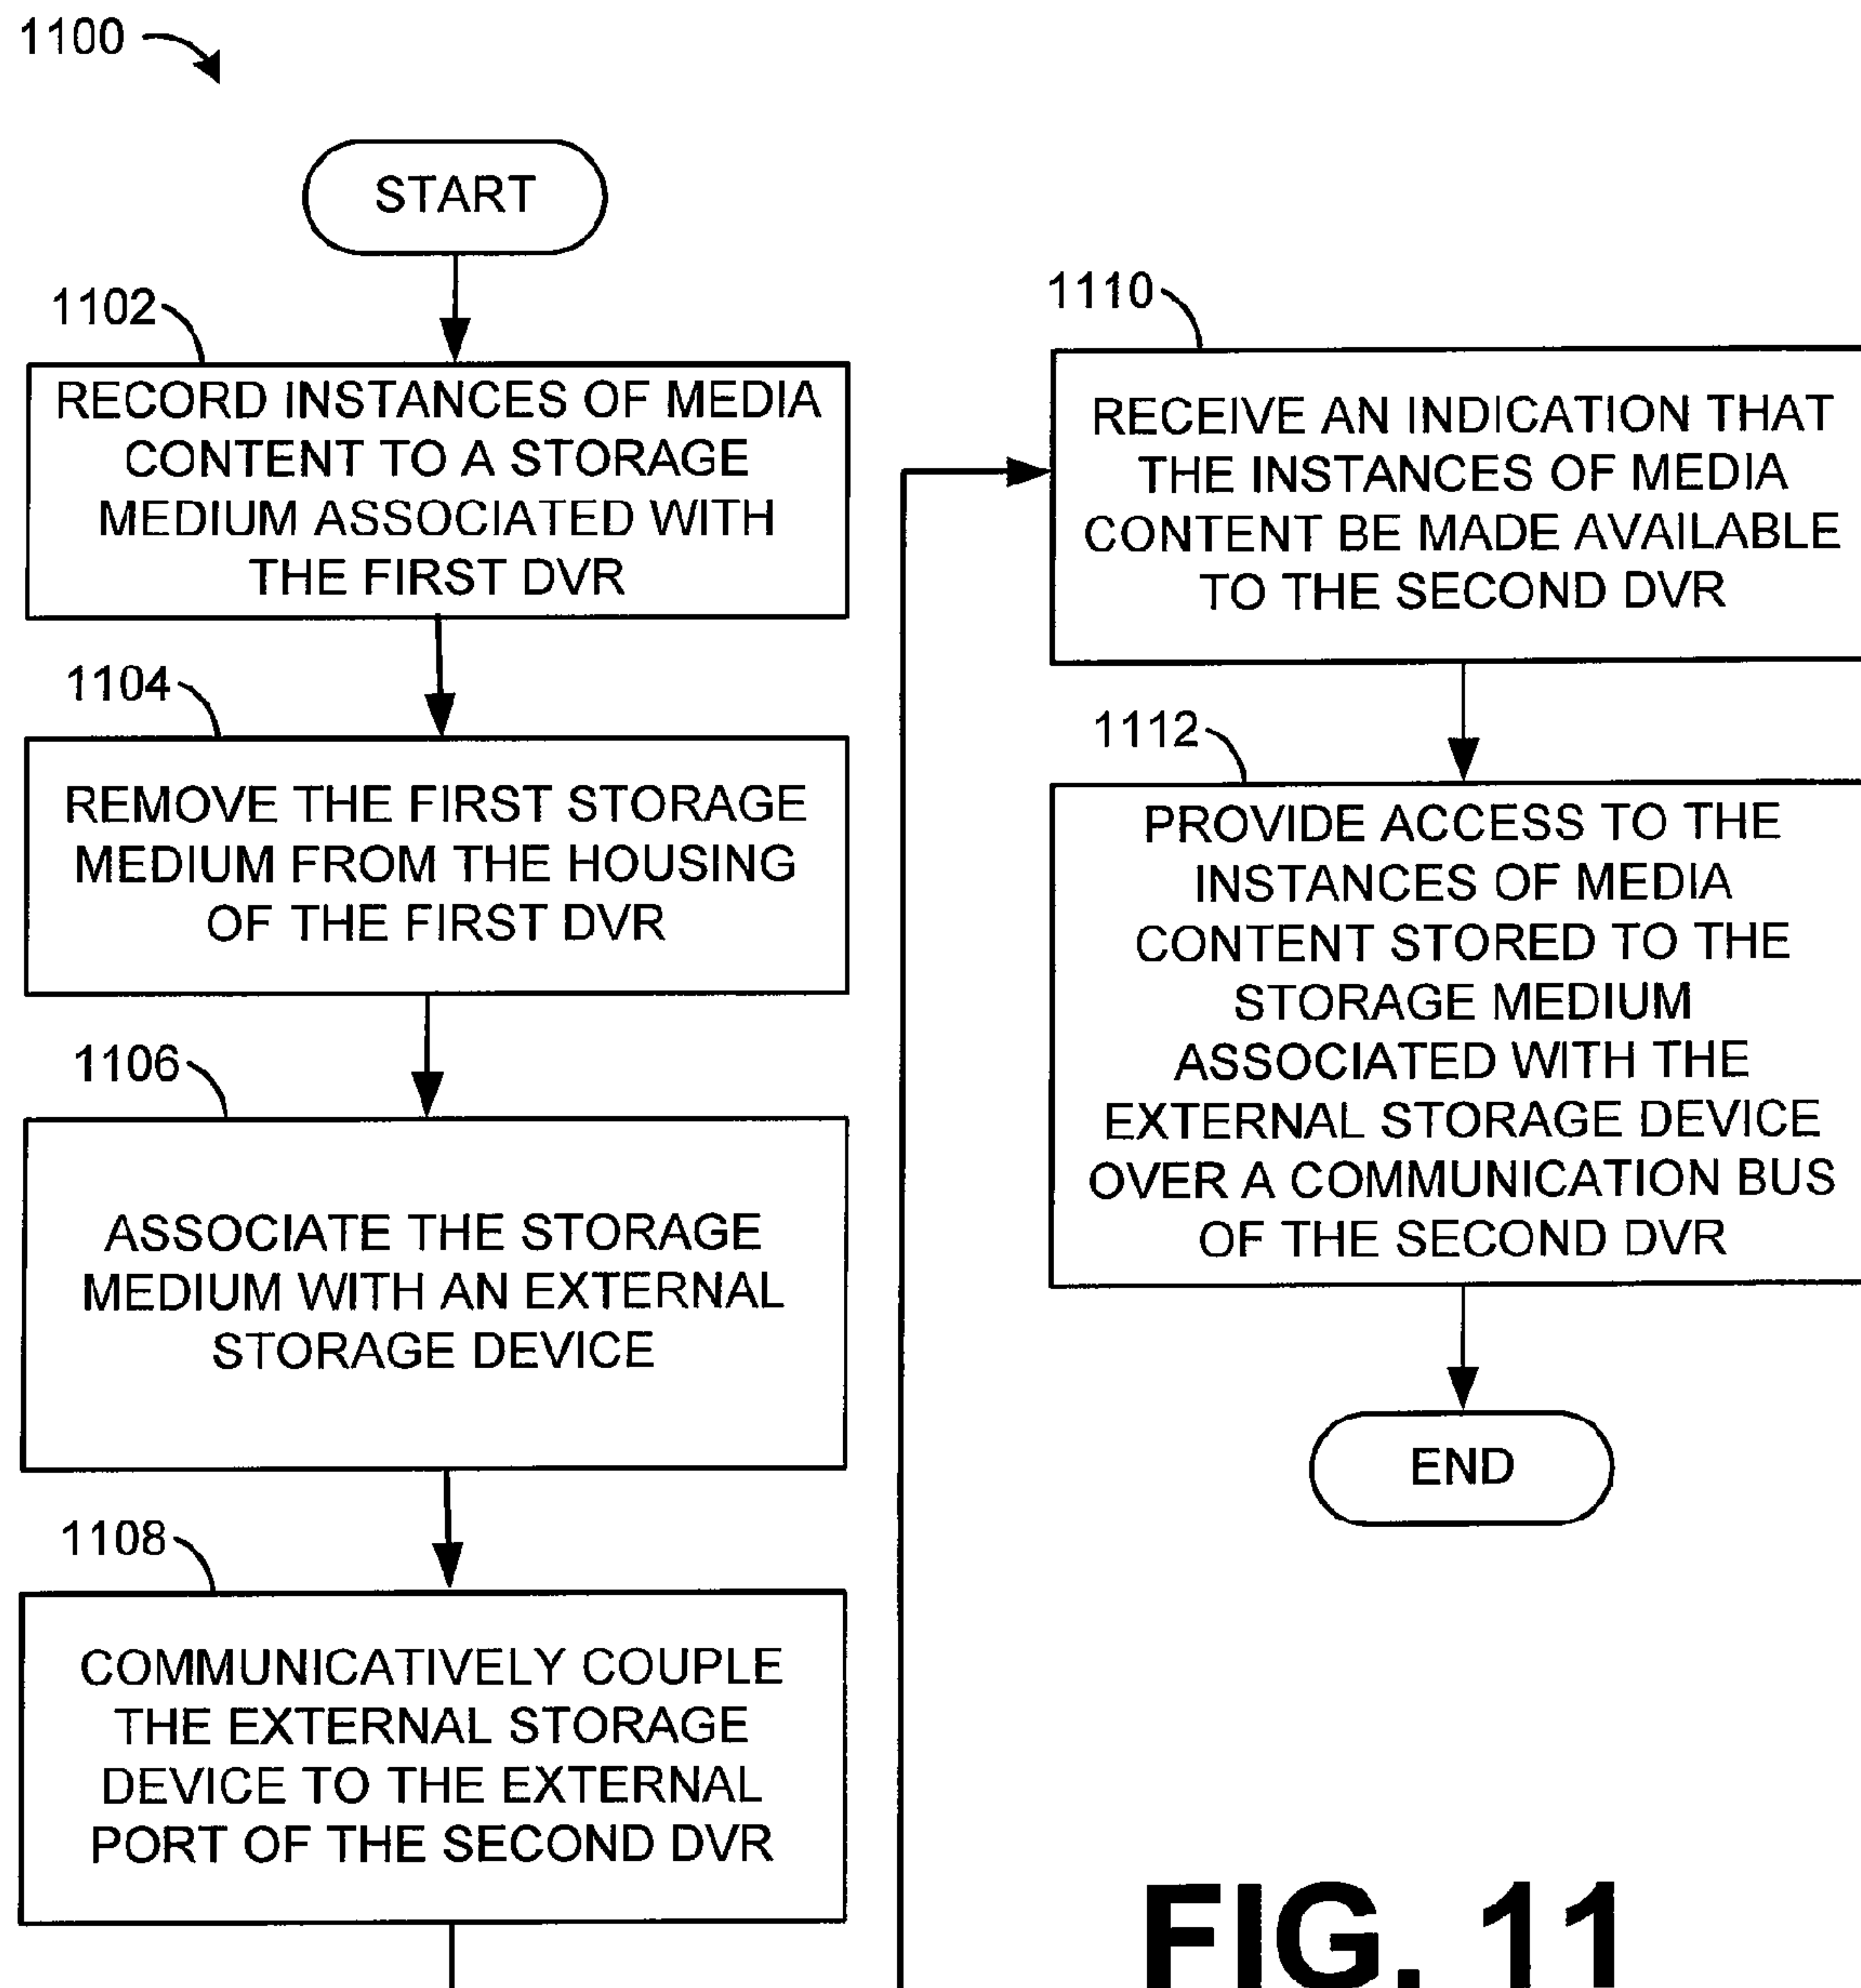 1100
START
1102
RECORD INSTANCES OF MEDIA
CONTENT TO A STORAGE
MEDIUM ASSOCIATED WITH
THE FIRST DVR
1104
REMOVE THE FIRST STORAGE
MEDIUM FROM THE HOUSING
OF THE FIRST DVR
1106
ASSOCIATE THE STORAGE
MEDIUM WITH AN EXTERNAL
STORAGE DEVICE
1108
COMMUNICATIVELY COUPLE
THE EXTERNAL STORAGE
DEVICE TO THE EXTERNAL
PORT OF THE SECOND DVR
1110
RECEIVE AN INDICATION THAT
THE INSTANCES OF MEDIA
CONTENT BE MADE AVAILABLE
TO THE SECOND DVR
1112
PROVIDE ACCESS TO THE
INSTANCES OF MEDIA
CONTENT STORED TO THE
STORAGE MEDIUM
ASSOCIATED WITH THE
EXTERNAL STORAGE DEVICE
OVER A COMMUNICATION BUS
OF THE SECOND DVR
END
FIG. 11